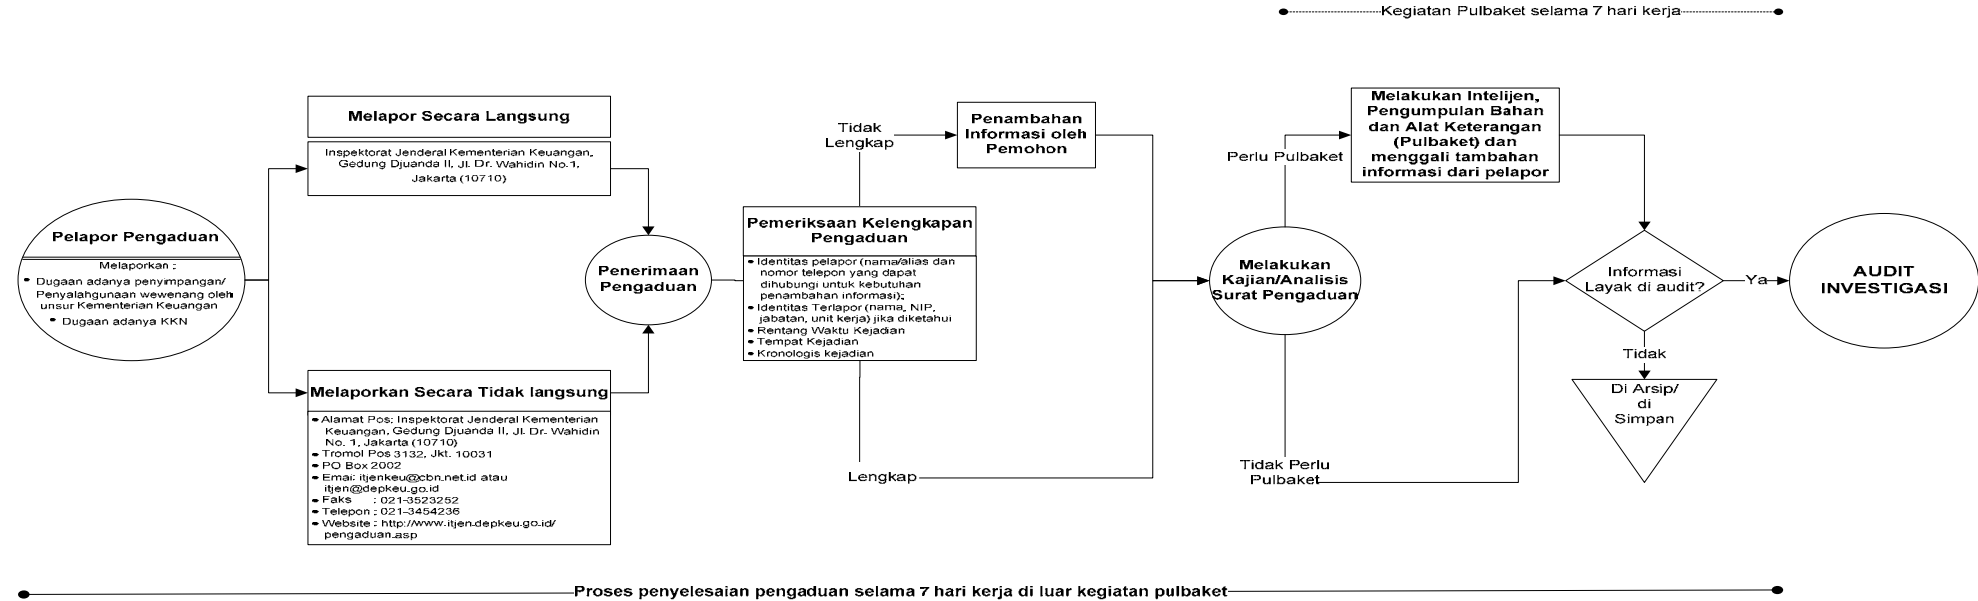 Kegiatan Pulbaket selama 7 hari kerja
Pelapor Pengaduan
Melaporkan :
• Dugaan adanya penyimpangan/
Penyalahgunaan wewenang oleh
unsur Kementerian Keuangan
• Dugaan adanya KKN
Melapor Secara Langsung
Inspektorat Jenderal Kementerian Keuangan,
Gedung Djuanda II, Jl. Dr. Wahidin No.1,
Jakarta (10710)
Melaporkan Secara Tidak langsung
• Alamat Pos: Inspektorat Jenderal Kementerian
Keuangan, Gedung Djuanda II, Jl. Dr. Wahidin
No. 1, Jakarta (10710)
• Tromol Pos 3132, Jkt. 10031
• PO Box 2002
• Emai: itjenkeu@cbn.net.id atau
itjen@depkeu.go.id
• Faks : 021-3523252
• Telepon : 021-3454236
• Website : http://www.itjen.depkeu.go.id/
pengaduan.asp
Penerimaan
Pengaduan
Pemeriksaan Kelengkapan
Pengaduan
• Identitas pelapor (nama/alias dan
nomor telepon yang dapat
dihubungi untuk kebutuhan
penambahan informasi);
• Identitas Terlapor (nama, NIP,
jabatan, unit kerja) jika diketahui
• Rentang Waktu Kejadian
• Tempat Kejadian
• Kronologis kejadian
Tidak
Lengkap
Penambahan
Informasi oleh
Pemohon
Lengkap
Melakukan
Kajian/Analisis
Surat Pengaduan
Perlu Pulbaket
Melakukan Intelijen,
Pengumpulan Bahan
dan Alat Keterangan
(Pulbaket) dan
menggali tambahan
informasi dari pelapor
Tidak Perlu
Pulbaket
Informasi
Layak di audit?
Ya
AUDIT
INVESTIGASI
Tidak
Di Arsip/
di
Simpan
Proses penyelesaian pengaduan selama 7 hari kerja di luar kegiatan pulbaket